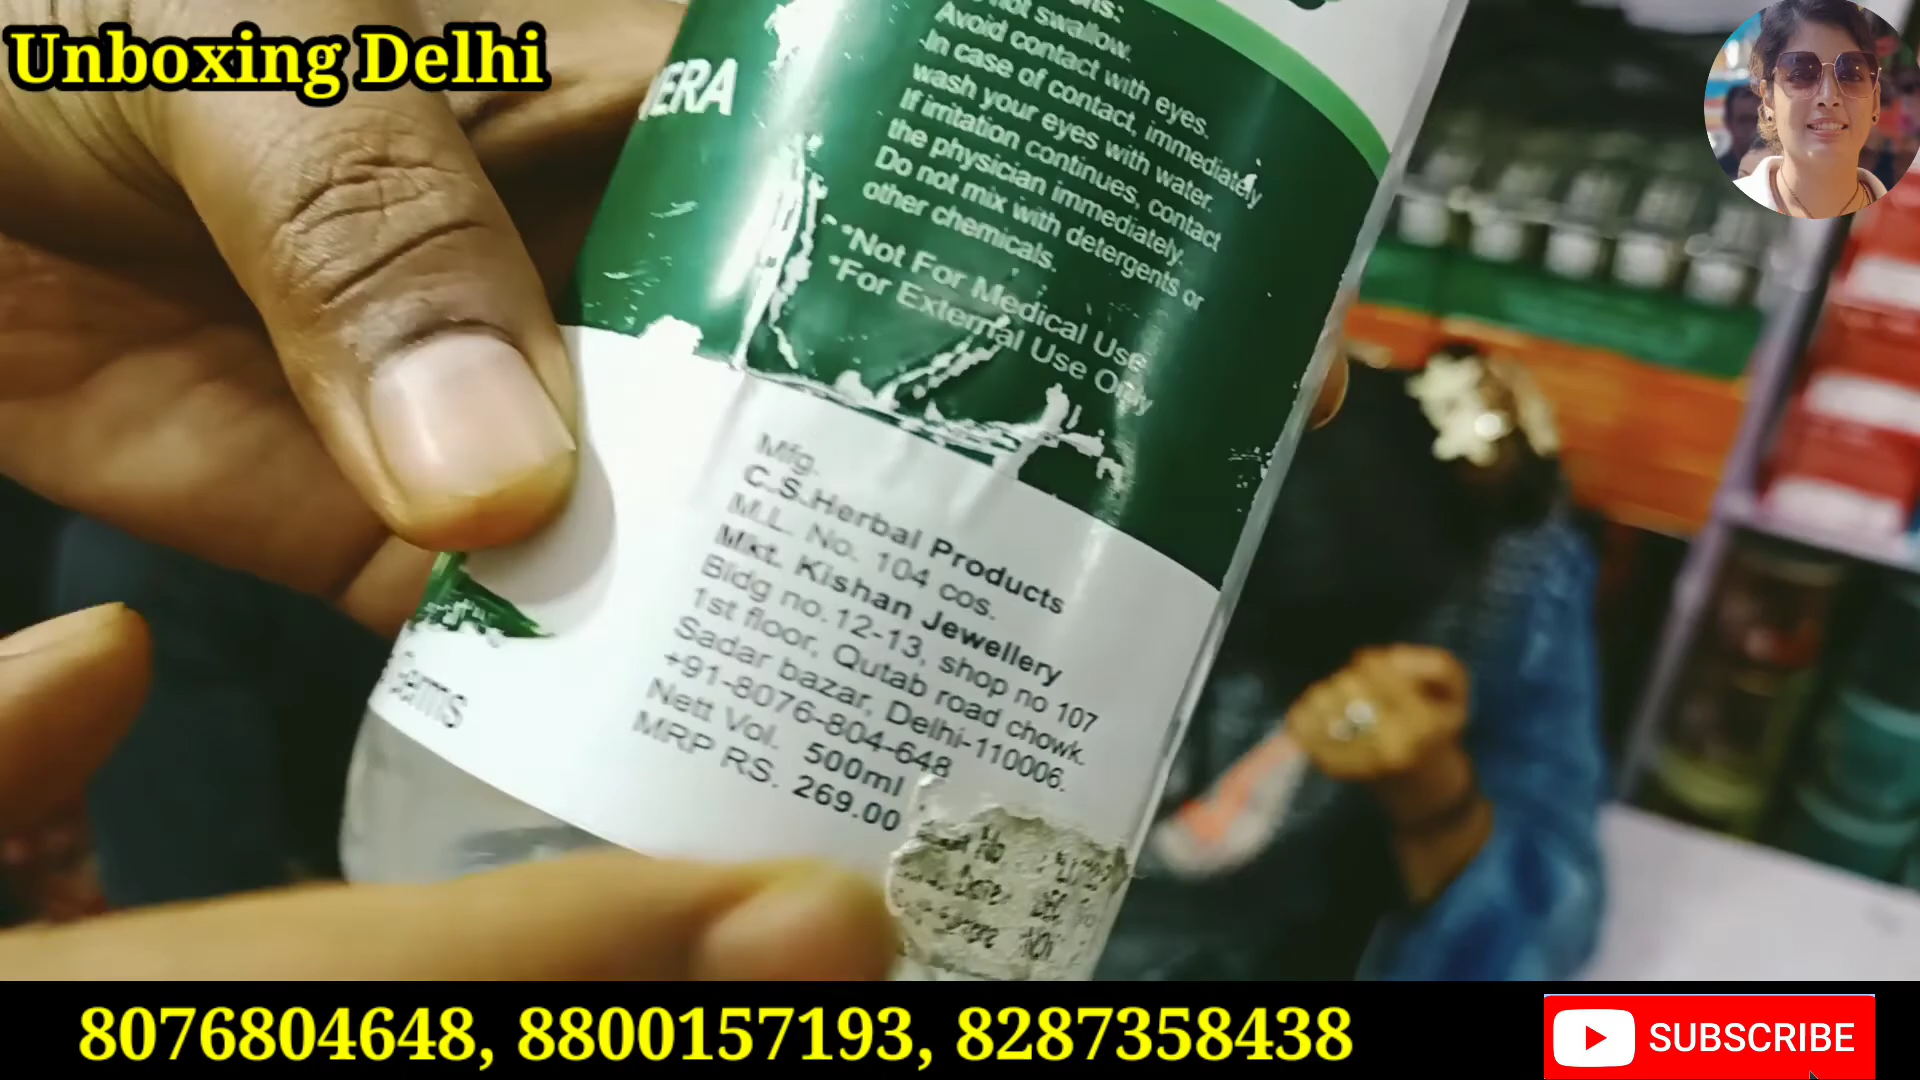 Unboxing Delhi
not swallow.
Avoid contact with eyes.
In case of contact, immediately
wash your eyes with water.
If irritation continues, contact
the physician immediately.
Do not mix with detergents or
other chemicals.
*Not For Medical Use
*For External Use Only
Mfg.
C.S.Herbal Products
M.L. No. 104 cos.
Mkt. Kishan Jewellery
Bldg no.12-13, shop no 107
1st floor, Qutab road chowk.
Sadar bazar, Delhi-110006.
+91-8076-804-648
Nett Vol. 500ml
MRP RS. 269.00
Germs
8076804648, 8800157193, 8287358438
SUBSCRIBE